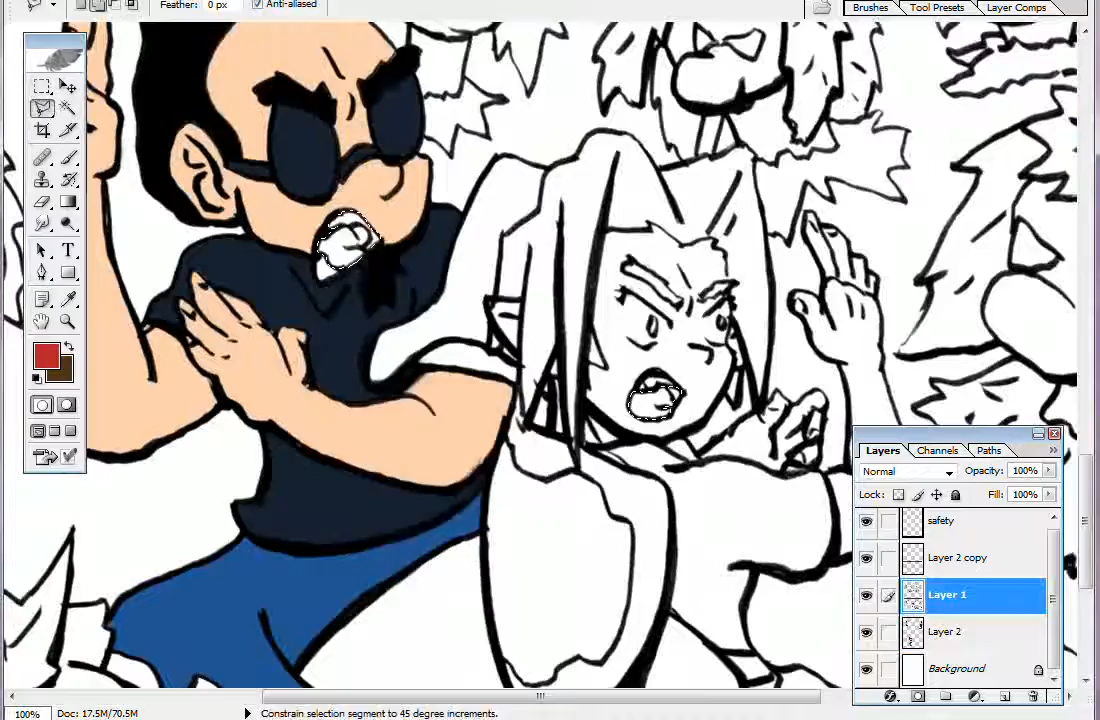 Feather: 0 px Anti-aliased
Brushes Tool Presets Layer Comps
T
Layers Channels Paths
Normal Opacity: 100%
Lock: Fill: 100%
safety
Layer 2 copy
Layer 1
Layer 2
Background
100% Doc: 17.5M/70.5M Constrain selection segment to 45 degree increments.